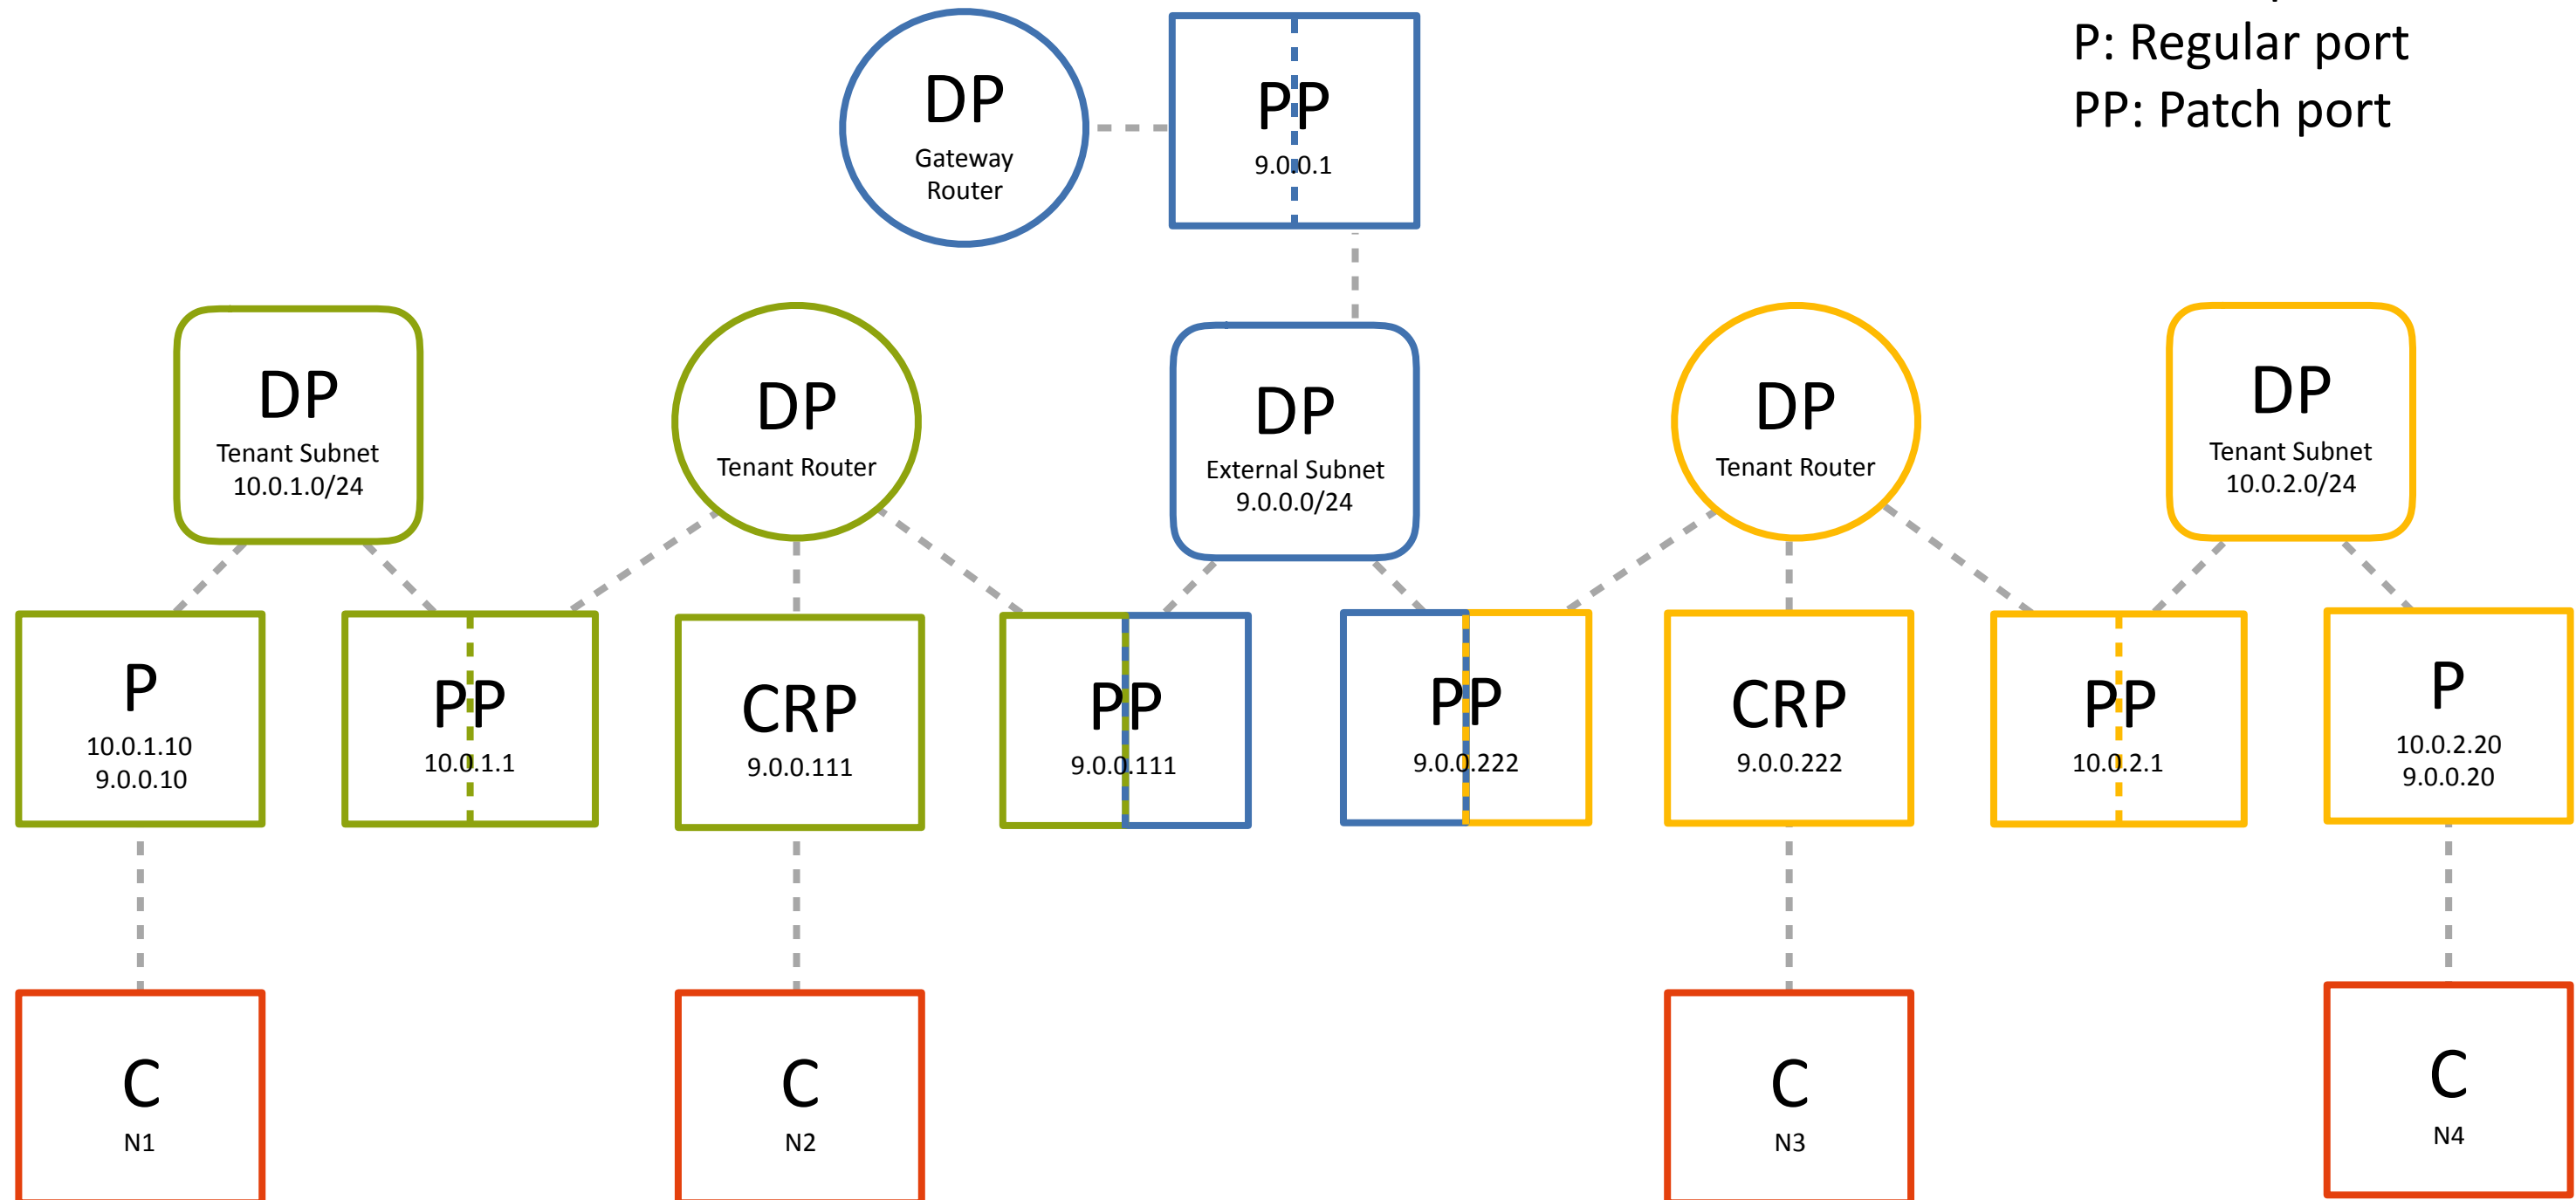 P: Regular port
PP: Patch port
DP
Gateway
Router
PP
9.0.0.1
DP
Tenant Subnet
10.0.1.0/24
DP
Tenant Router
DP
External Subnet
9.0.0.0/24
DP
Tenant Router
DP
Tenant Subnet
10.0.2.0/24
P
10.0.1.10
9.0.0.10
PP
10.0.1.1
CRP
9.0.0.111
PP
9.0.0.111
PP
9.0.0.222
CRP
9.0.0.222
PP
10.0.2.1
P
10.0.2.20
9.0.0.20
C
N1
C
N2
C
N3
C
N4